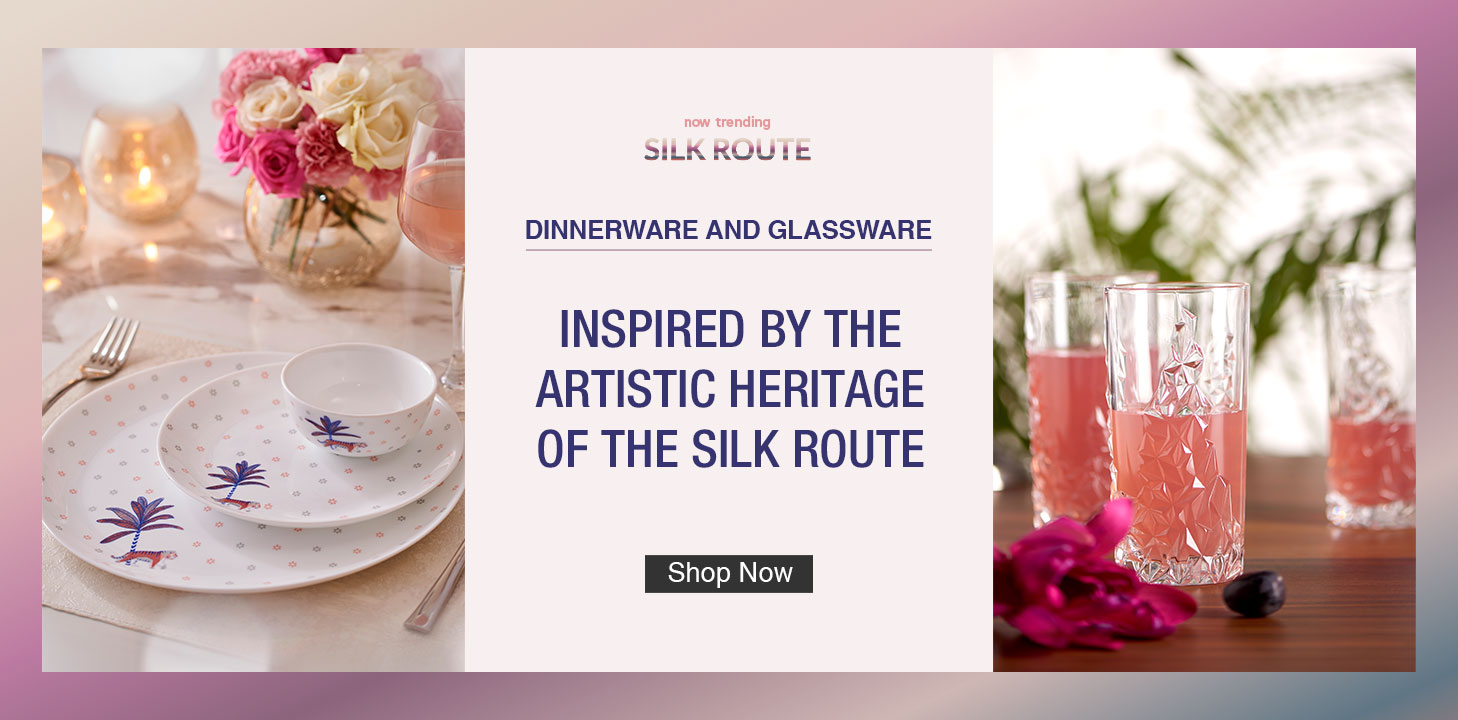 now trending
SILK ROUTE
DINNERWARE AND GLASSWARE
INSPIRED BY THE
ARTISTIC HERITAGE
OF THE SILK ROUTE
Shop Now